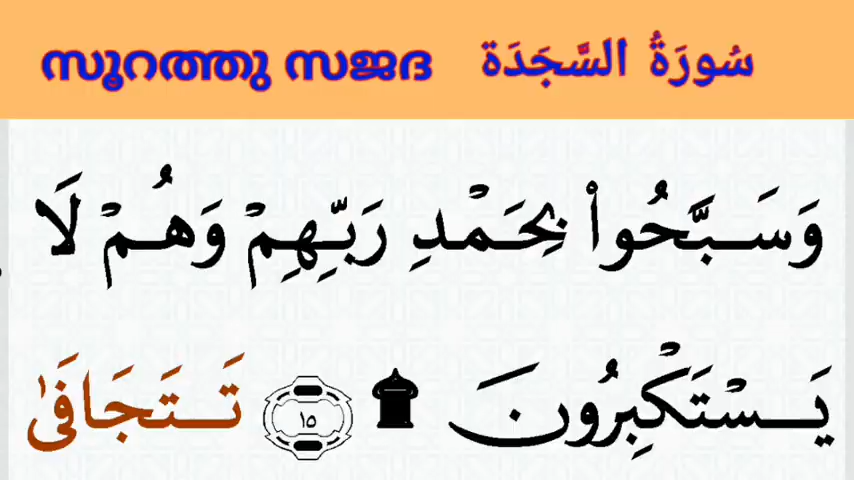 സൂറത്തു സജദ سُورَةُ السَّجَدَة
وَسَبَّحُواْ بِحَمْدِ رَبِّهِمْ وَهُمْ لَا
يَسْتَكْبِرُونَ ۩ ١٥ تَتَجَافَىٰ